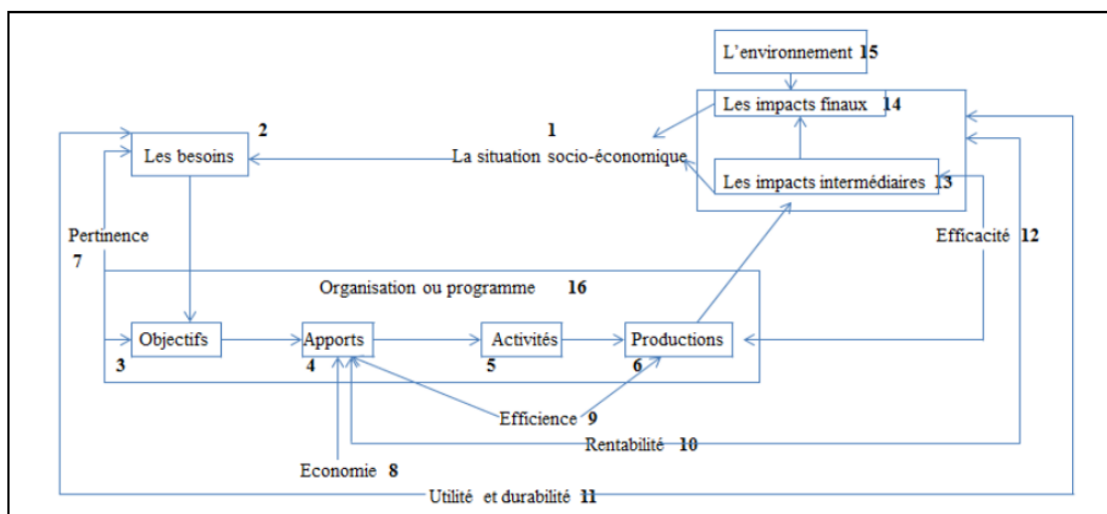 L'environnement 15
Les impacts finaux 14
2
1
Les besoins
La situation socio-économique
Les impacts intermédiaires 13
Pertinence
7
Efficacité 12
Organisation ou programme 16
Objectifs
Apports
Activités
Productions
3
4
5
6
Efficience 9
Rentabilité 10
Economie 8
Utilité et durabilité 11